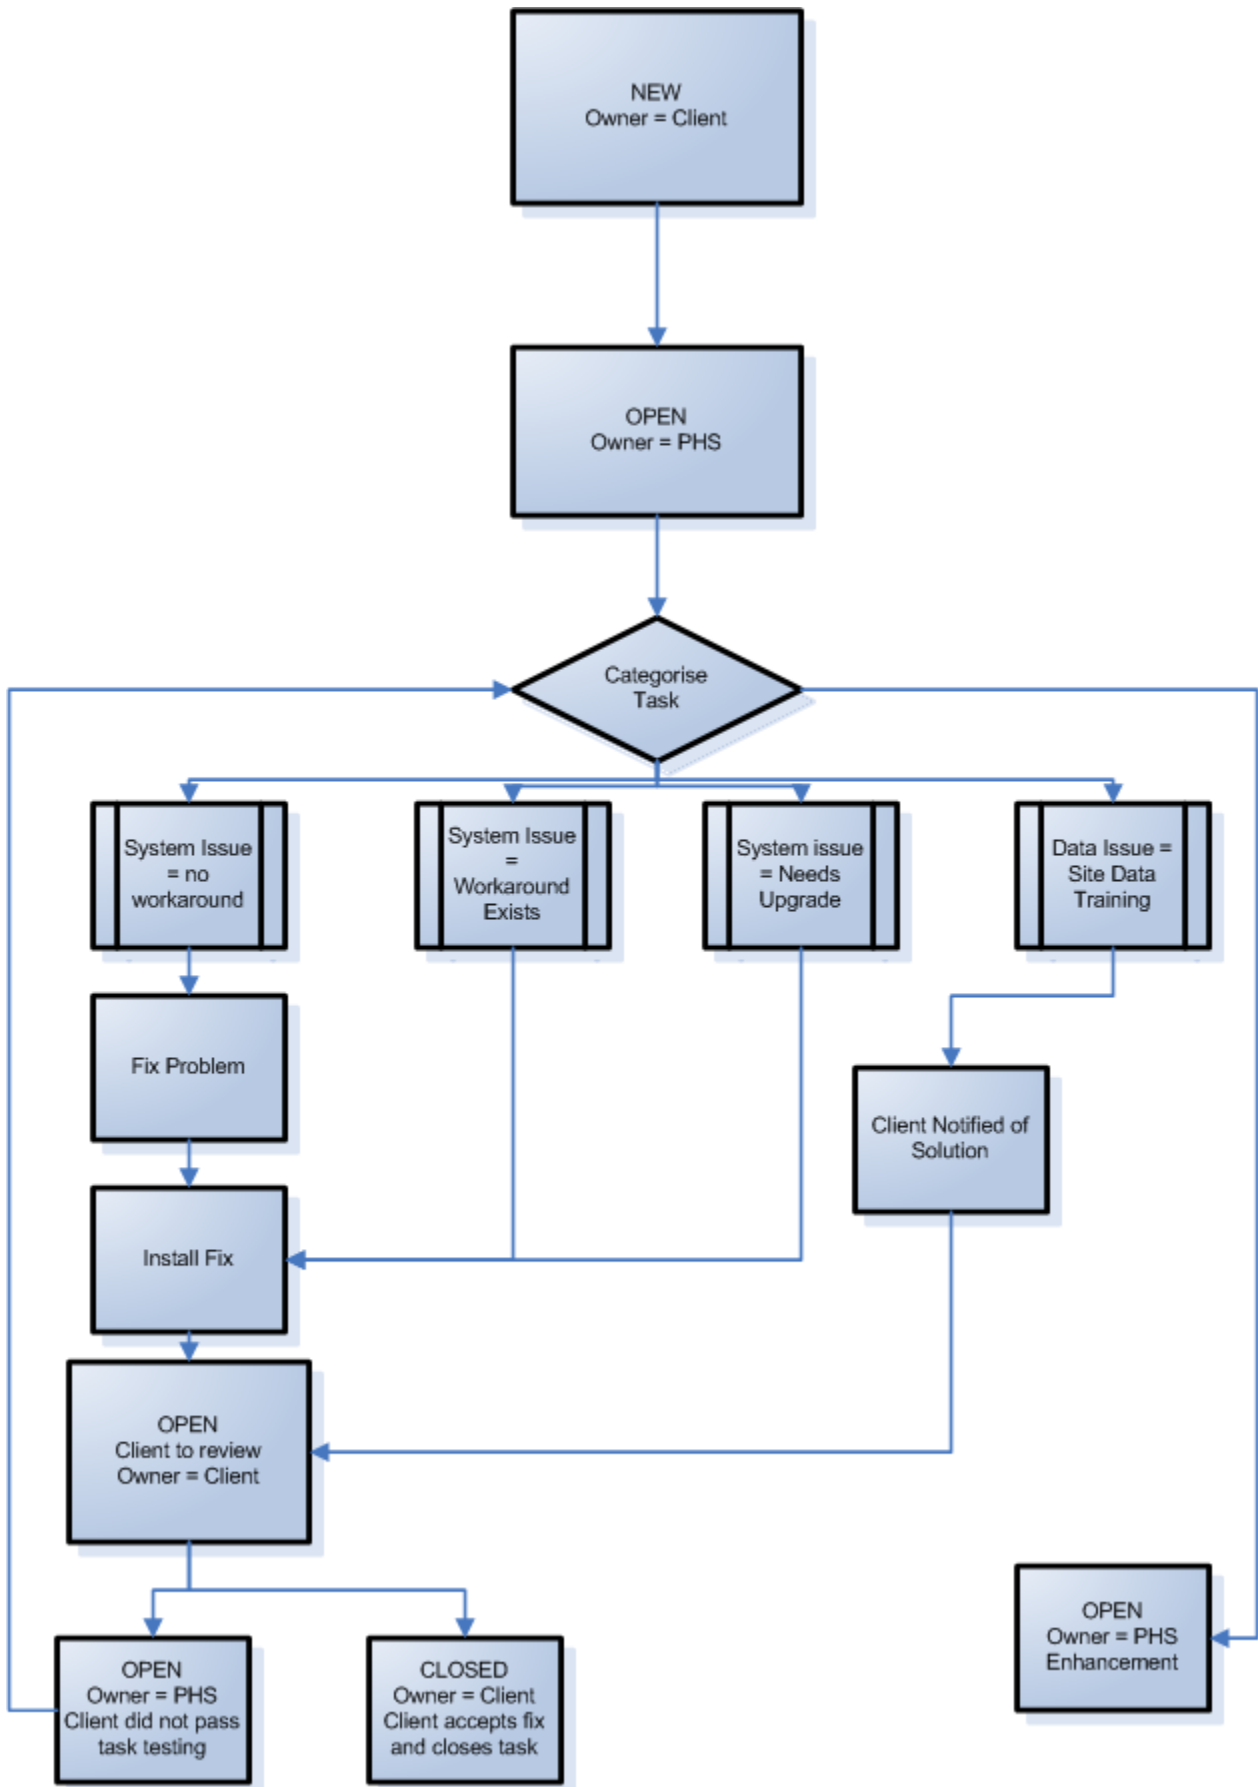 NEW
Owner = Client
OPEN
Owner = PHS
Categorise
Task
System Issue
= no
workaround
System Issue
=
Workaround
Exists
System issue
= Needs
Upgrade
Data Issue =
Site Data
Training
Fix Problem
Client Notified of
Solution
Install Fix
OPEN
Client to review
Owner = Client
OPEN
Owner = PHS
Client did not pass
task testing
CLOSED
Owner = Client
Client accepts fix
and closes task
OPEN
Owner = PHS
Enhancement